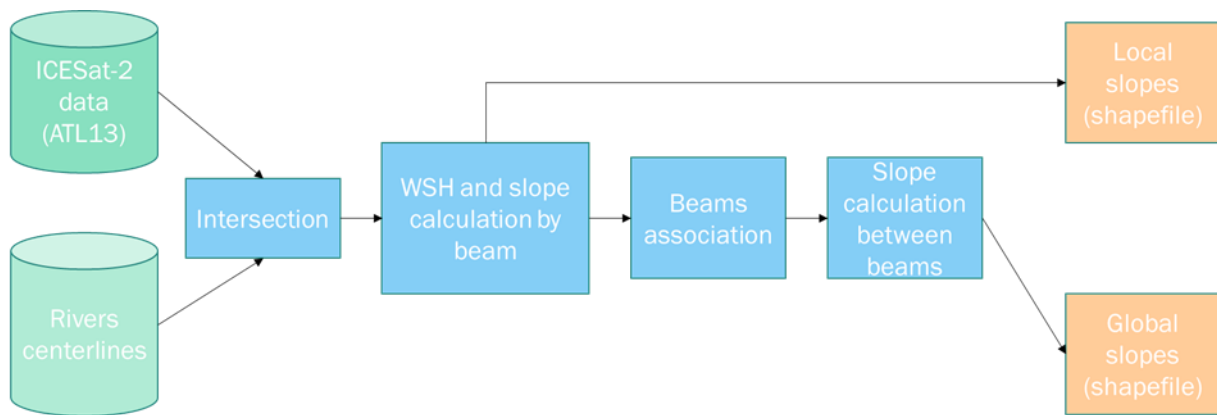 ICESat-2
data
(ATL13)
Rivers
centerlines
Intersection
WSH and slope
calculation by
beam
Beams
association
Slope
calculation
between
beams
Local
slopes
(shapefile)
Global
slopes
(shapefile)